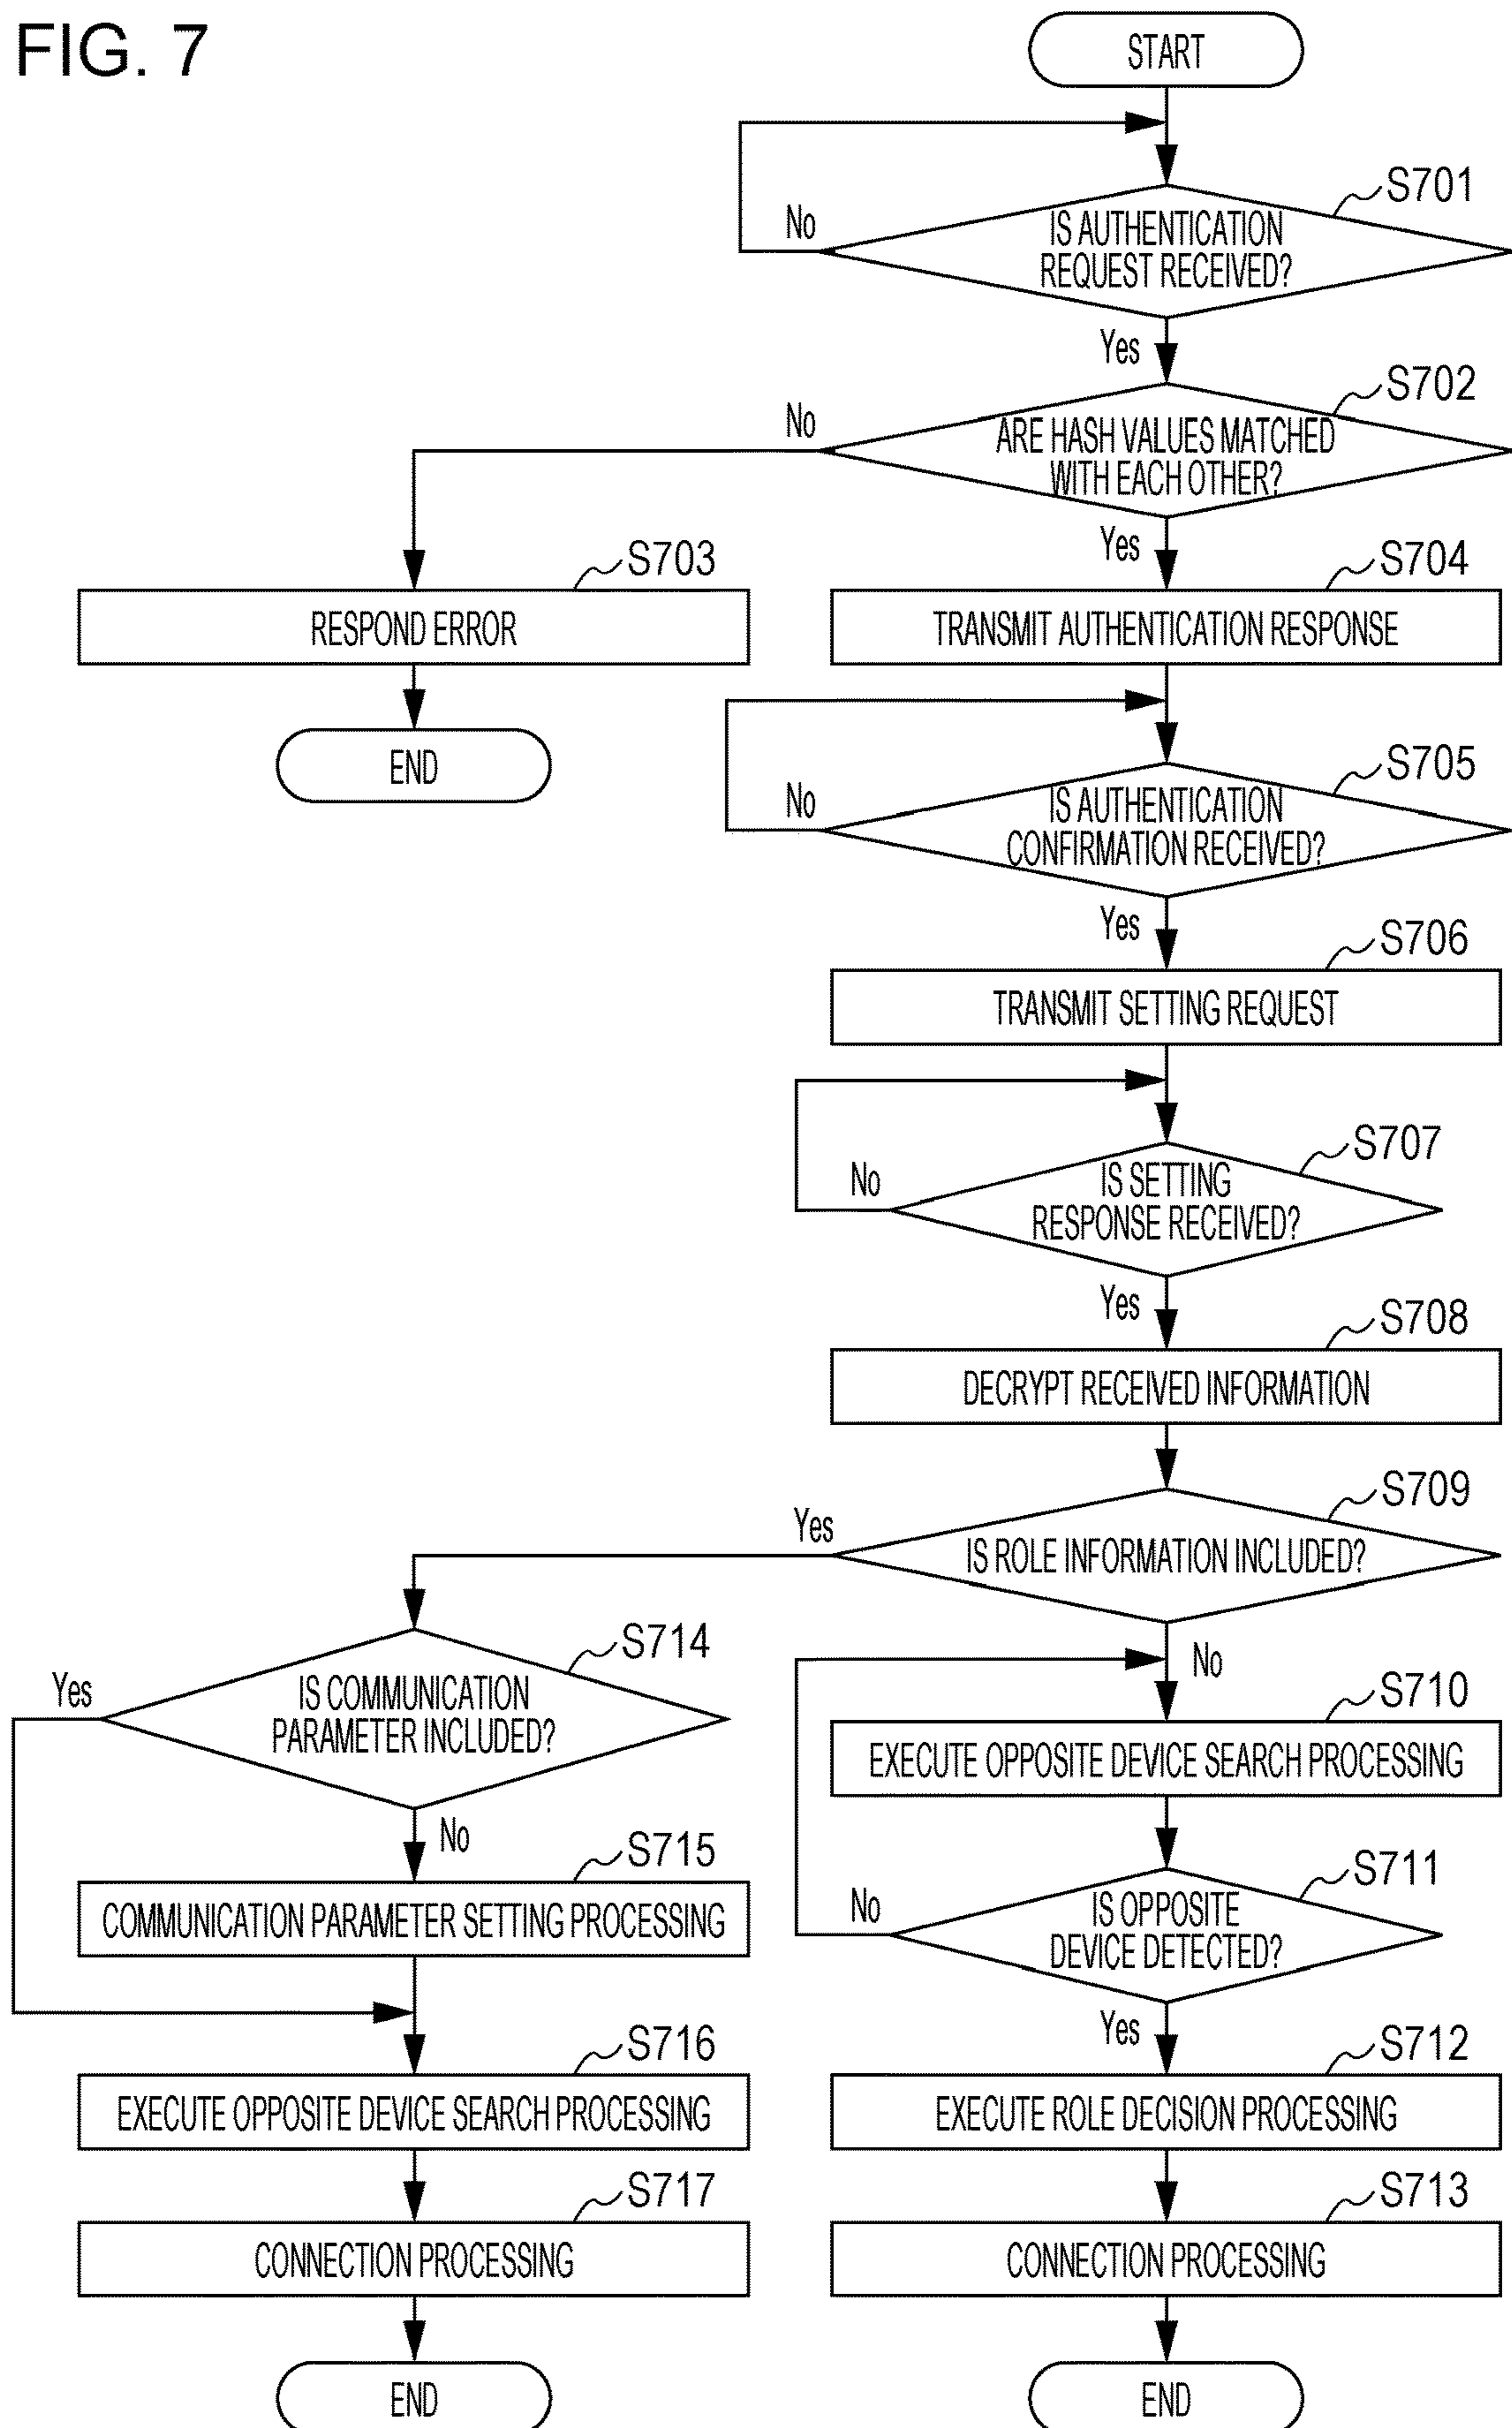 FIG. 7
START
S701
No
IS AUTHENTICATION
REQUEST RECEIVED?
Yes
S702
No
ARE HASH VALUES MATCHED
WITH EACH OTHER?
Yes
S703
RESPOND ERROR
END
S704
TRANSMIT AUTHENTICATION RESPONSE
S705
No
IS AUTHENTICATION
CONFIRMATION RECEIVED?
Yes
S706
TRANSMIT SETTING REQUEST
S707
No
IS SETTING
RESPONSE RECEIVED?
Yes
S708
DECRYPT RECEIVED INFORMATION
S709
Yes
IS ROLE INFORMATION INCLUDED?
No
S714
Yes
IS COMMUNICATION
PARAMETER INCLUDED?
No
S715
COMMUNICATION PARAMETER SETTING PROCESSING
S716
EXECUTE OPPOSITE DEVICE SEARCH PROCESSING
S717
CONNECTION PROCESSING
END
S710
EXECUTE OPPOSITE DEVICE SEARCH PROCESSING
S711
No
IS OPPOSITE
DEVICE DETECTED?
Yes
S712
EXECUTE ROLE DECISION PROCESSING
S713
CONNECTION PROCESSING
END